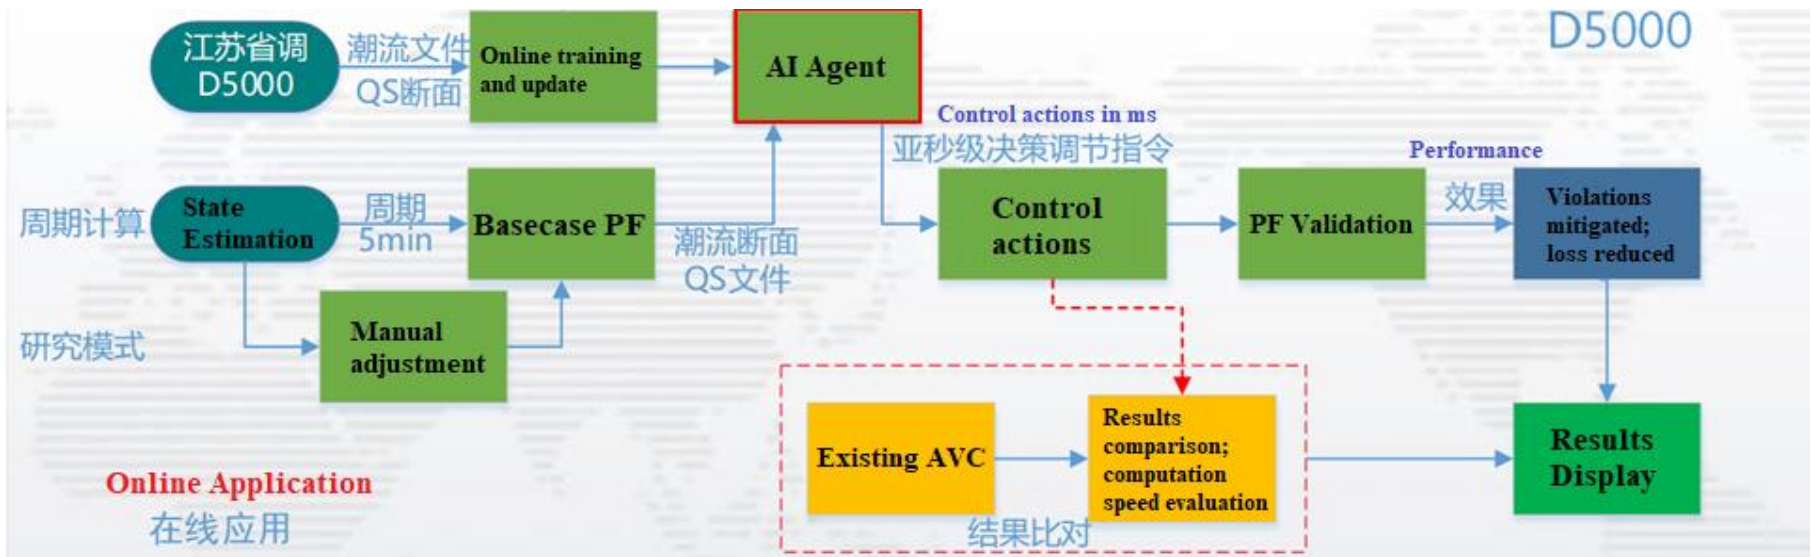 江苏省调
D5000
潮流文件
QS断面
Online training
and update
AI Agent
D5000
Control actions in ms
亚秒级决策调节指令
Performance
周期计算
State
Estimation
周期
5min
Basecase PF
潮流断面
QS文件
Control
actions
PF Validation
效果
Violations
mitigated;
loss reduced
研究模式
Manual
adjustment
Existing AVC
Results
comparison;
computation
speed evaluation
结果比对
Results
Display
Online Application
在线应用